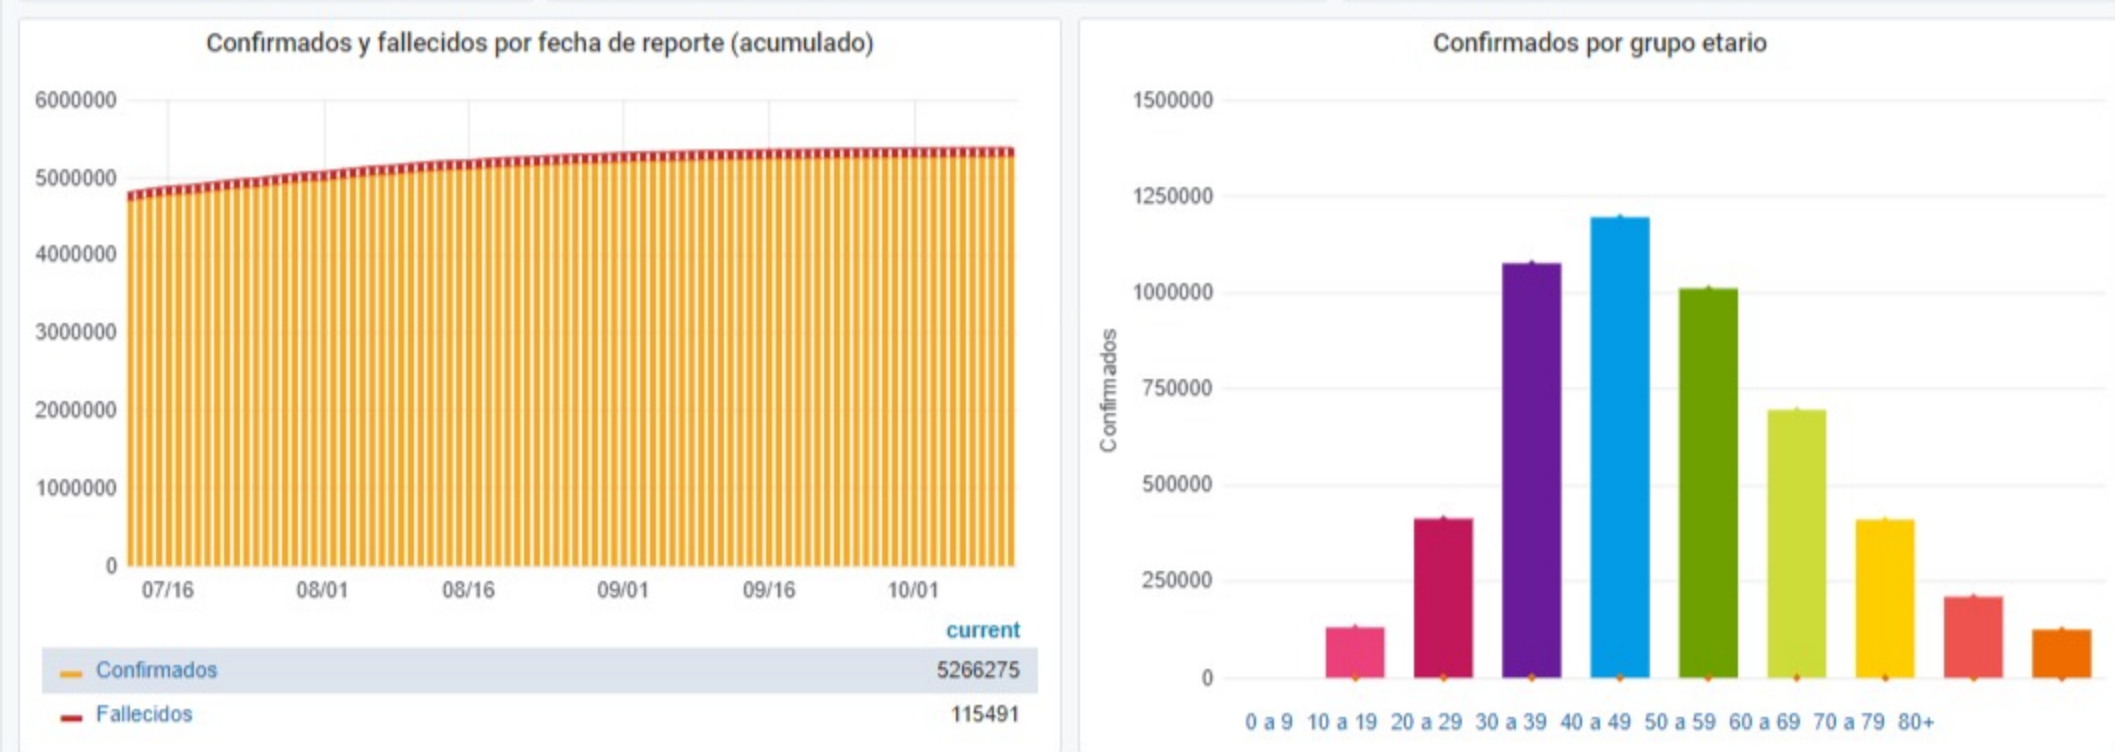 Confirmados y fallecidos por fecha de reporte (acumulado)
6000000
5000000
4000000
3000000
2000000
1000000
0
07/16 08/01 08/16 09/01 09/16 10/01
current
Confirmados 5266275
Fallecidos 115491
Confirmados por grupo etario
1500000
1250000
1000000
750000
500000
250000
0
Confirmados
0 a 9 10 a 19 20 a 29 30 a 39 40 a 49 50 a 59 60 a 69 70 a 79 80+